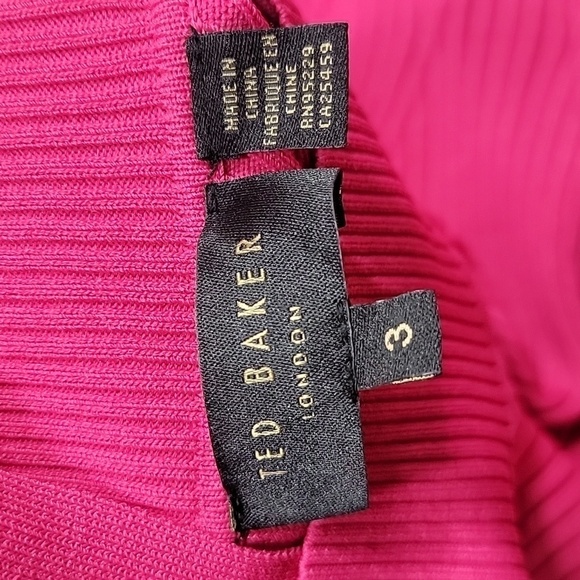 MADE IN
CHINA
FABRIQUE EN
CHINE
RN95229
CA25459
TED BAKER
LONDON
3